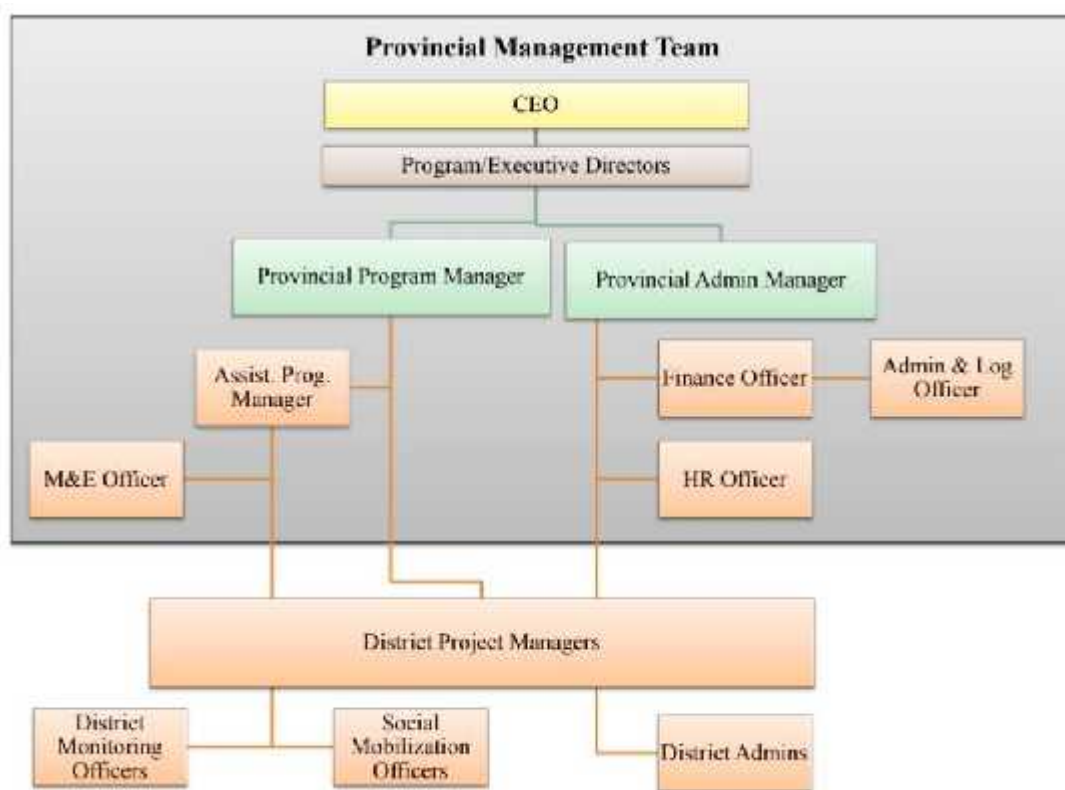 Provincial Management Team
CEO
Program/Executive Directors
Provincial Program Manager
Provincial Admin Manager
Assist. Prog.
Manager
Finance Officer
Admin & Log
Officer
M&E Officer
HR Officer
District Project Managers
District
Monitoring
Officers
Social
Mobilization
Officers
District Admins